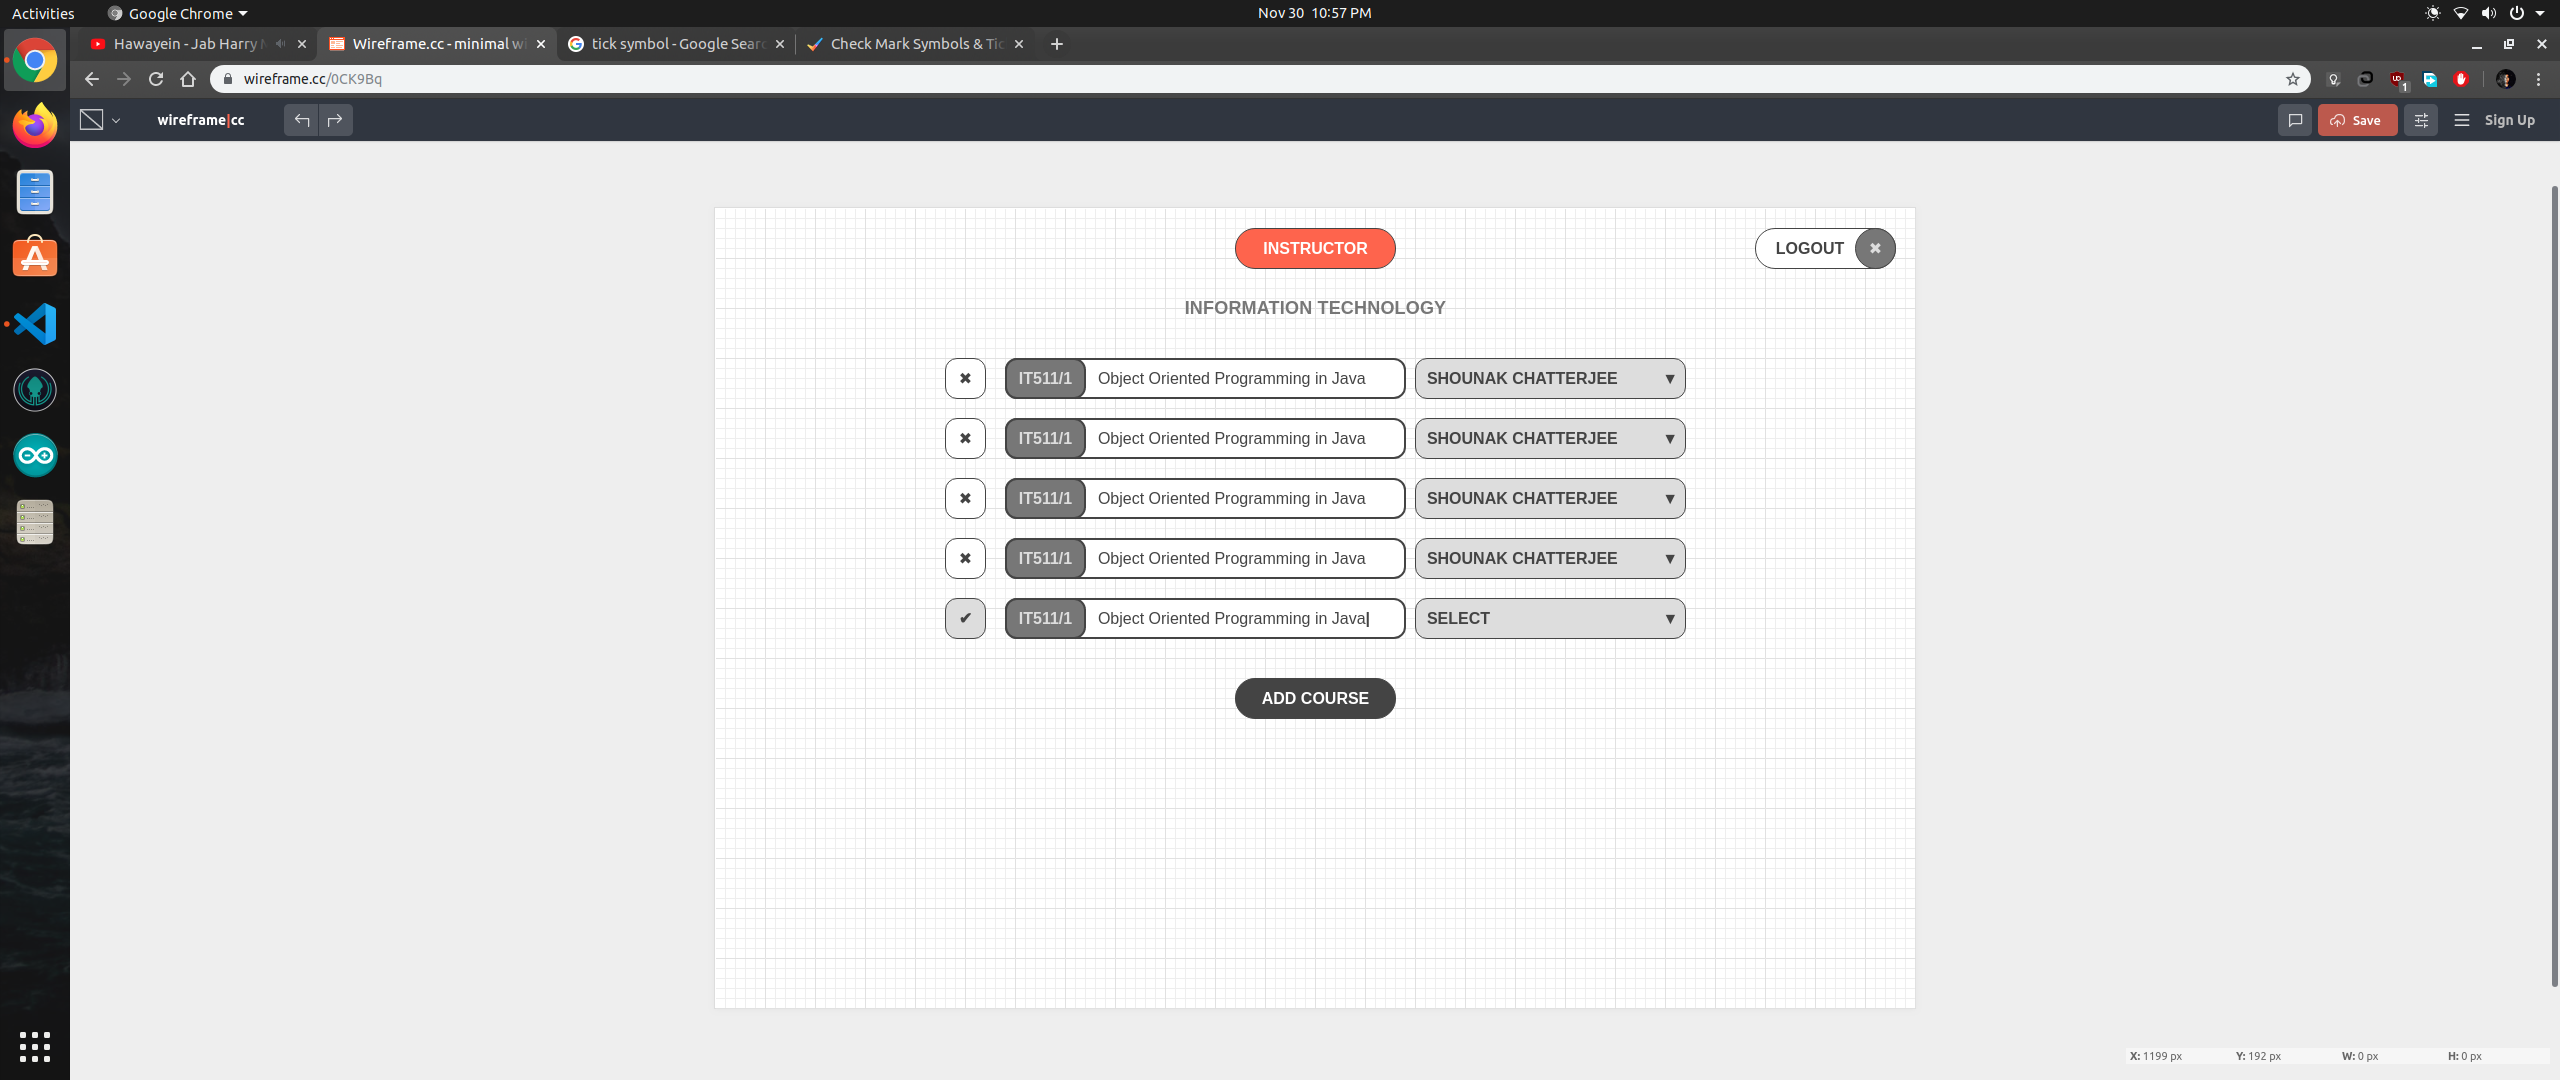 Activities Google Chrome Nov 30 10:57 PM
Hawayein - Jab Harry Wireframe.cc - minimal wi tick symbol - Google Sear Check Mark Symbols & Tic
wireframe.cc/0CK9Bq 1
wireframe|cc Save Sign Up
INSTRUCTOR LOGOUT ✖
INFORMATION TECHNOLOGY
✖ IT511/1 Object Oriented Programming in Java SHOUNAK CHATTERJEE ▼
✖ IT511/1 Object Oriented Programming in Java SHOUNAK CHATTERJEE ▼
✖ IT511/1 Object Oriented Programming in Java SHOUNAK CHATTERJEE ▼
✖ IT511/1 Object Oriented Programming in Java SHOUNAK CHATTERJEE ▼
✔ IT511/1 Object Oriented Programming in Java| SELECT ▼
ADD COURSE
X: 1199 px Y: 192 px W: 0 px H: 0 px